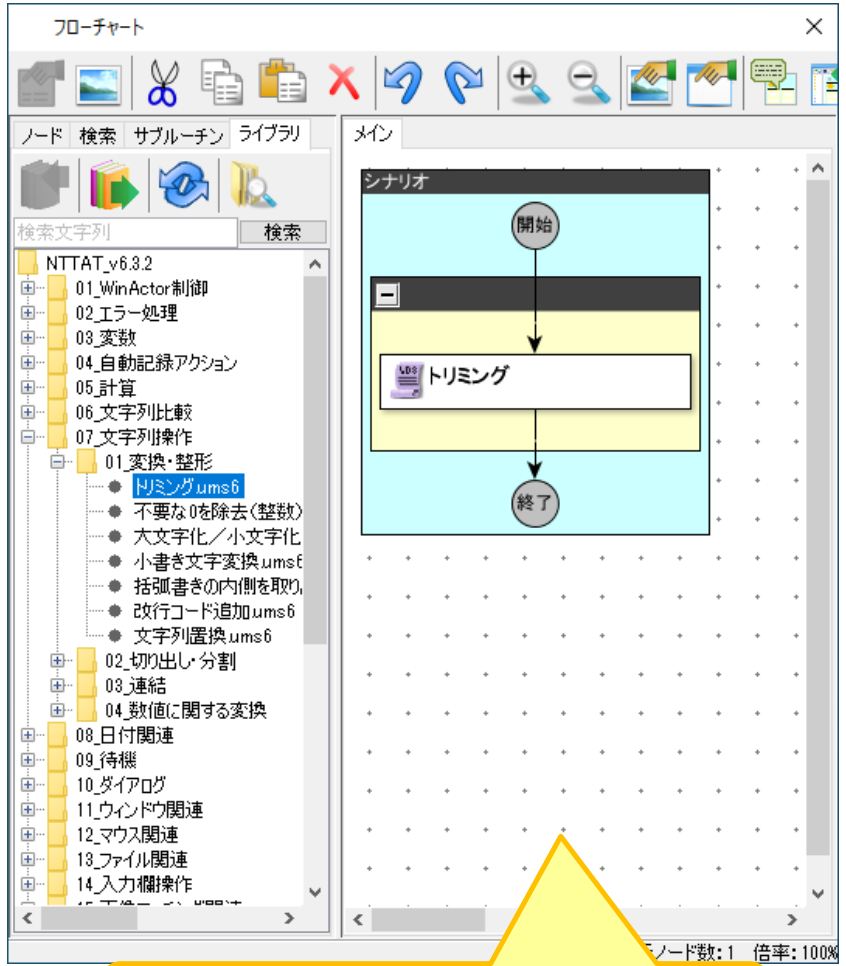 フローチャート
ノード 検索 サブルーチン ライブラリ
メイン
検索文字列
検索
NTTAT_v6.3.2
01_WinActor制御
02_エラー処理
03_変数
04_自動記録アクション
05_計算
06_文字列比較
07_文字列操作
01_変換・整形
トリミング.ums6
不要な0を除去(整数)
大文字化/小文字化
小書き文字変換.ums6
括弧書きの内側を取り
改行コード追加.ums6
文字列置換.ums6
02_切り出し・分割
03_連結
04_数値に関する変換
08_日付関連
09_待機
10_ダイアログ
11_ウィンドウ関連
12_マウス関連
13_ファイル関連
14_入力欄操作
シナリオ
開始
トリミング
終了
ノード数: 1 倍率: 100%